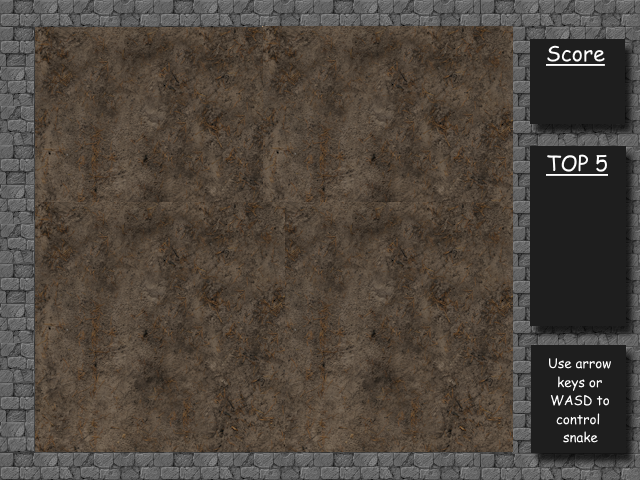 Score
TOP 5
Use arrow
keys or
WASD to
control
snake